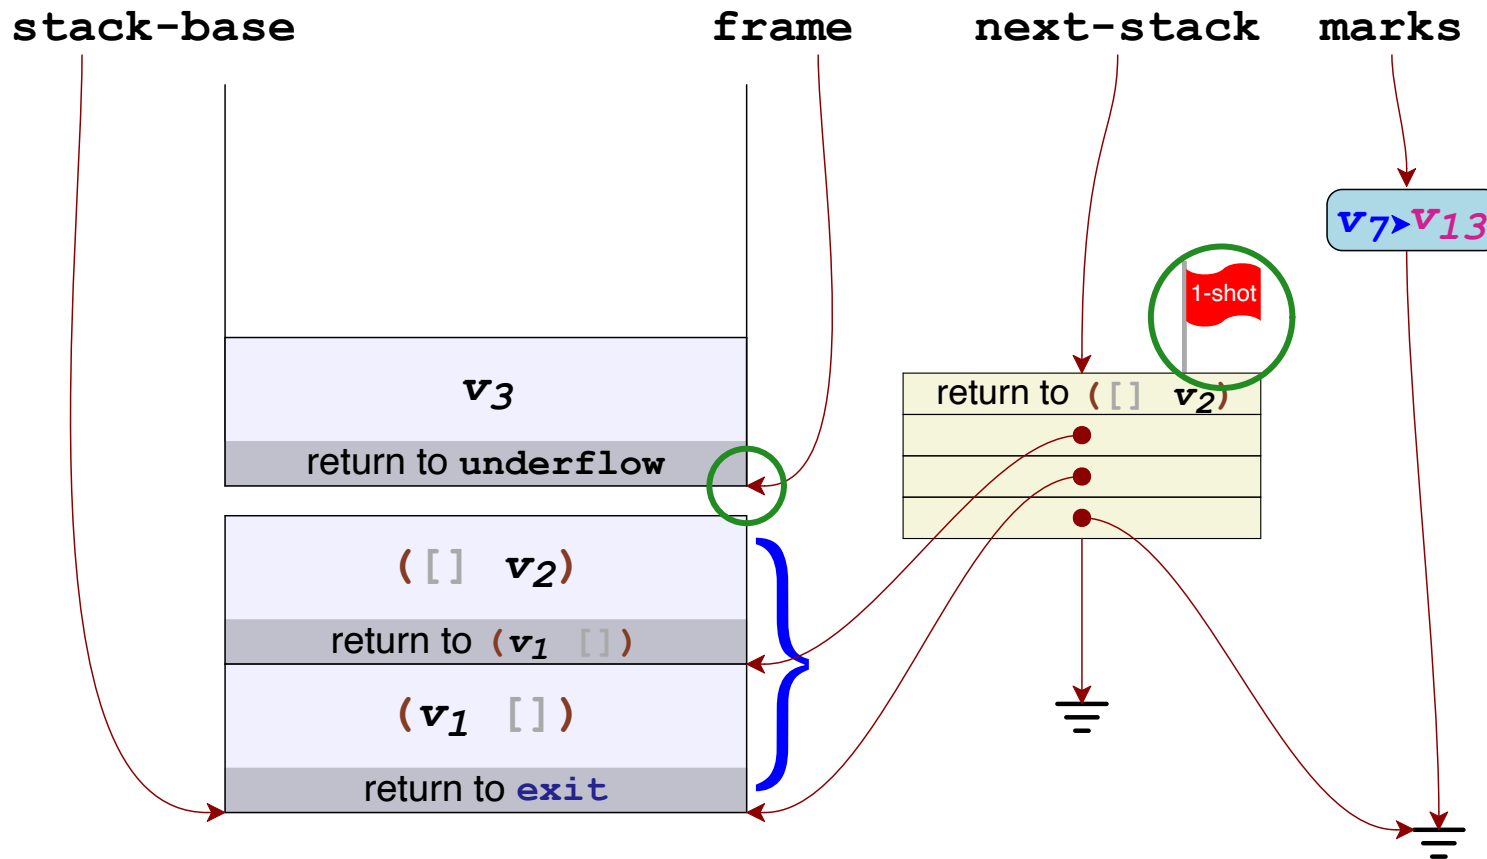 stack-base frame next-stack marks
v7➤v13
1-shot
v3
return to ([] v2)
return to underflow
([] v2)
return to (v1 [])
(v1 [])
return to exit